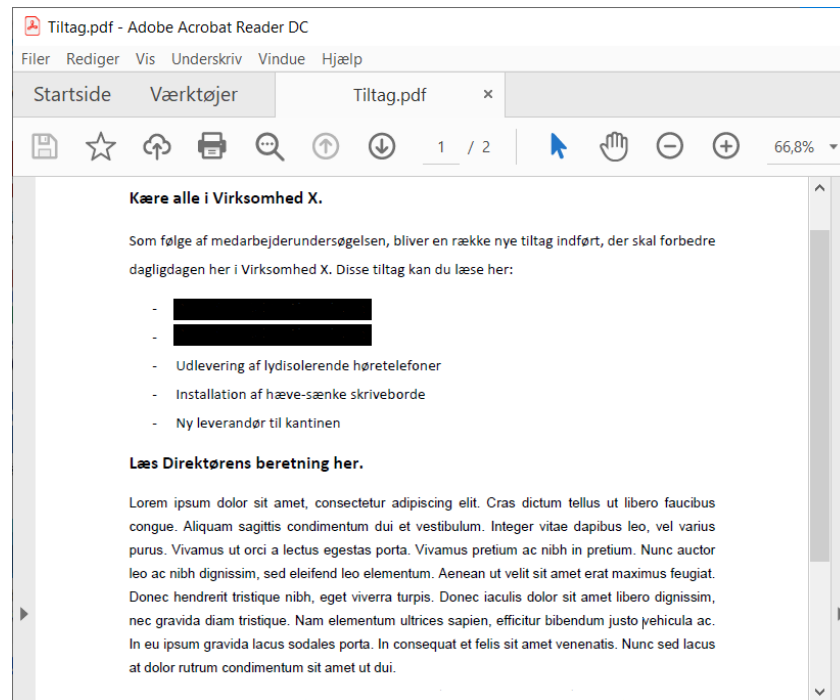 Tiltag.pdf - Adobe Acrobat Reader DC
Filer Rediger Vis Underskriv Vindue Hjælp
Startside Værktøjer Tiltag.pdf ×
1 / 2 66,8%
Kære alle i Virksomhed X.
Som følge af medarbejderundersøgelsen, bliver en række nye tiltag indført, der skal forbedre
dagligdagen her i Virksomhed X. Disse tiltag kan du læse her:
-
-
- Udlevering af lydisolerende høretelefoner
- Installation af hæve-sænke skriveborde
- Ny leverandør til kantinen
Læs Direktørens beretning her.
Lorem ipsum dolor sit amet, consectetur adipiscing elit. Cras dictum tellus ut libero faucibus
congue. Aliquam sagittis condimentum dui et vestibulum. Integer vitae dapibus leo, vel varius
purus. Vivamus ut orci a lectus egestas porta. Vivamus pretium ac nibh in pretium. Nunc auctor
leo ac nibh dignissim, sed eleifend leo elementum. Aenean ut velit sit amet erat maximus feugiat.
Donec hendrerit tristique nibh, eget viverra turpis. Donec iaculis dolor sit amet libero dignissim,
nec gravida diam tristique. Nam elementum ultrices sapien, efficitur bibendum justo vehicula ac.
In eu ipsum gravida lacus sodales porta. In consequat et felis sit amet venenatis. Nunc sed lacus
at dolor rutrum condimentum sit amet ut dui.